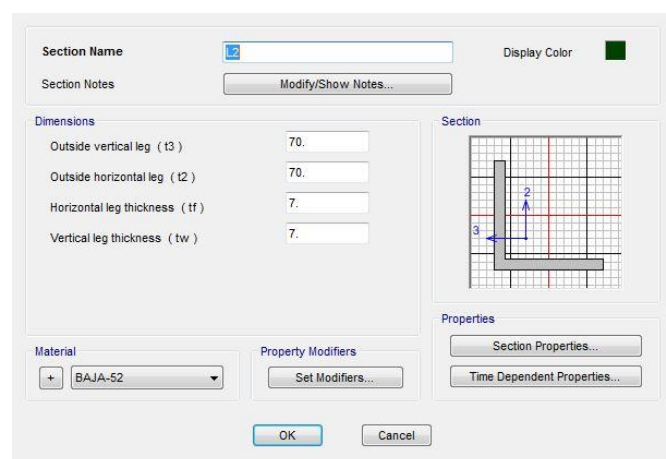 Section Name L2 Display Color
Section Notes Modify/Show Notes...
Dimensions
Outside vertical leg ( t3 ) 70.
Outside horizontal leg ( t2 ) 70.
Horizontal leg thickness ( tf ) 7.
Vertical leg thickness ( tw ) 7.
Section
2
3
Properties
Section Properties...
Time Dependent Properties...
Material
+ BAJA-52
Property Modifiers
Set Modifiers...
OK Cancel